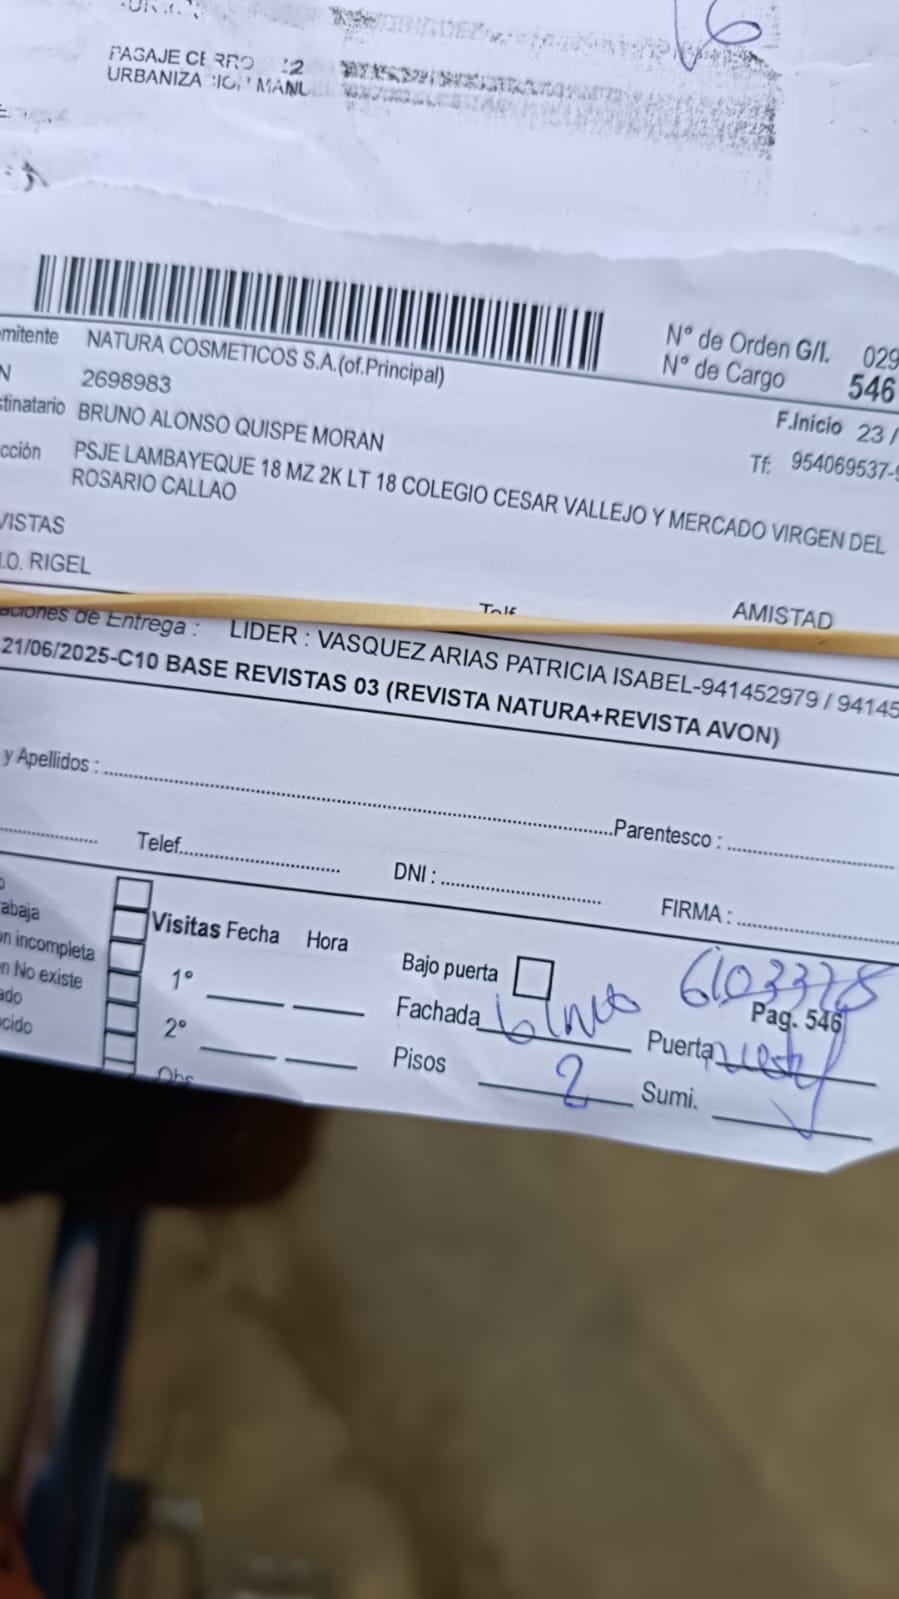 PASAJE CERRO
URBANIZA
NATURA COSMETICOS S.A.(of.Principal)
N° de Orden G/I. 029
N° de Cargo 546
N 2698983
F.Inicio 23 /
stinatario BRUNO ALONSO QUISPE MORAN
Tf: 954069537-9
cción PSJE LAMBAYEQUE 18 MZ 2K LT 18 COLEGIO CESAR VALLEJO Y MERCADO VIRGEN DEL
ROSARIO CALLAO
VISTAS
I.O. RIGEL
AMISTAD
aciones de Entrega : LIDER : VASQUEZ ARIAS PATRICIA ISABEL-941452979 / 94145
21/06/2025-C10 BASE REVISTAS 03 (REVISTA NATURA+REVISTA AVON)
y Apellidos :
Parentesco :
Telef.
DNI :
FIRMA :
abaja
Visitas Fecha Hora
n incompleta
n No existe
ado
cido
1°
2°
Obs
Bajo puerta
6103378
Pag. 546
Fachada blanco
Puerta
Pisos 2
Sumi.